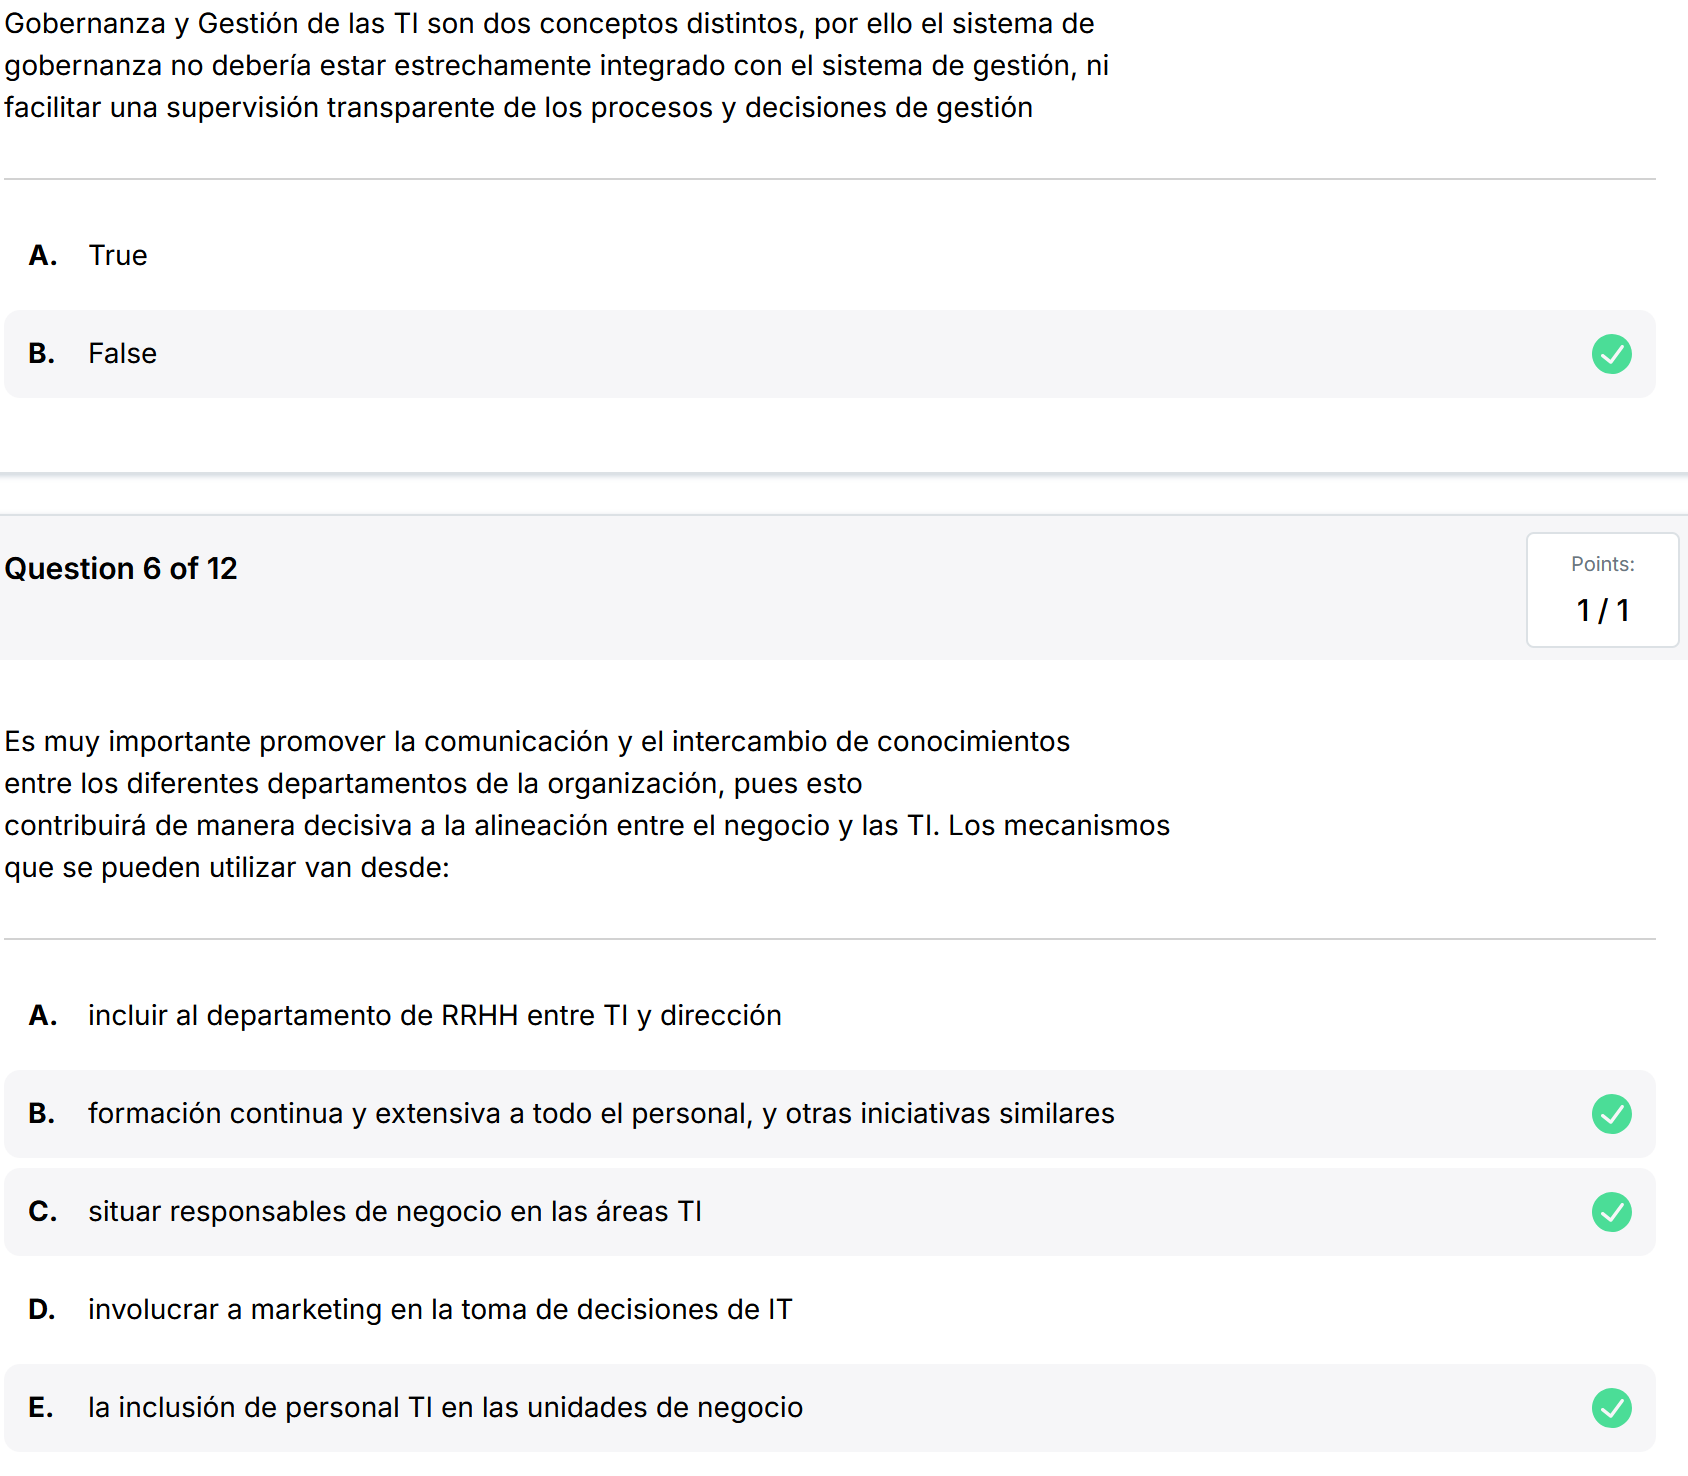 Gobernanza y Gestión de las TI son dos conceptos distintos, por ello el sistema de
gobernanza no debería estar estrechamente integrado con el sistema de gestión, ni
facilitar una supervisión transparente de los procesos y decisiones de gestión
A. True
B. False
Question 6 of 12
Points:
1 / 1
Es muy importante promover la comunicación y el intercambio de conocimientos
entre los diferentes departamentos de la organización, pues esto
contribuirá de manera decisiva a la alineación entre el negocio y las TI. Los mecanismos
que se pueden utilizar van desde:
A. incluir al departamento de RRHH entre TI y dirección
B. formación continua y extensiva a todo el personal, y otras iniciativas similares
C. situar responsables de negocio en las áreas TI
D. involucrar a marketing en la toma de decisiones de IT
E. la inclusión de personal TI en las unidades de negocio